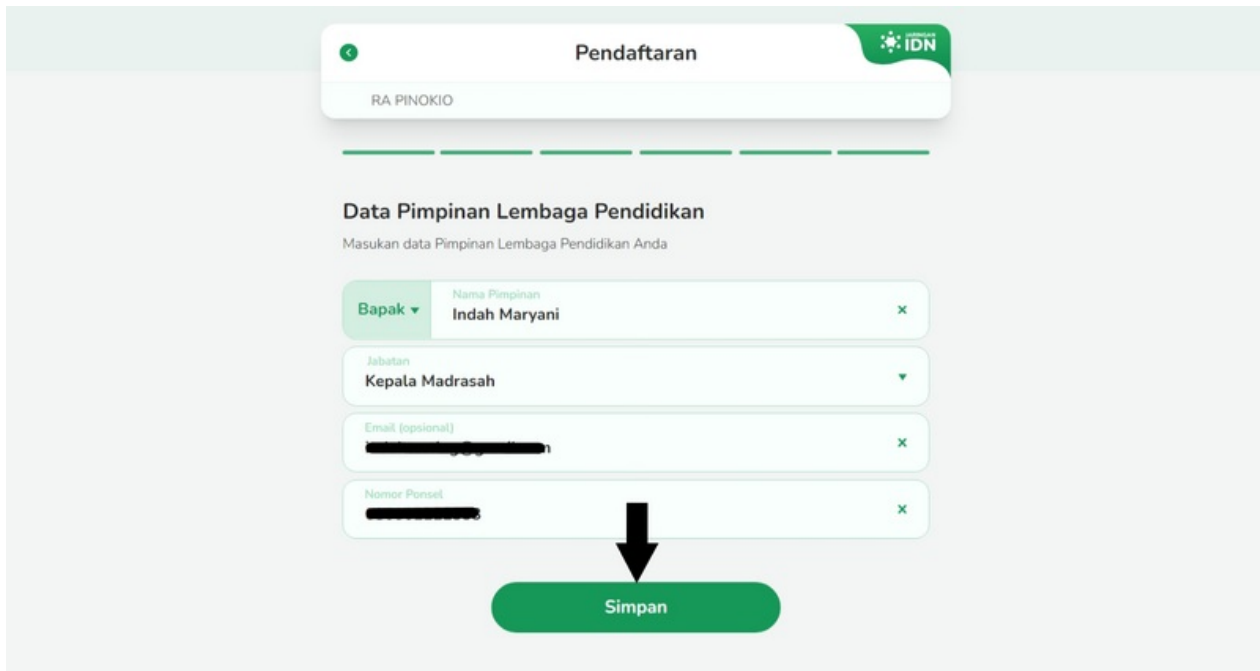 Pendaftaran
JARINGAN
IDN
RA PINOKIO
Data Pimpinan Lembaga Pendidikan
Masukan data Pimpinan Lembaga Pendidikan Anda
Bapak
Nama Pimpinan
Indah Maryani
Jabatan
Kepala Madrasah
Email (opsional)
Nomor Ponsel
Simpan